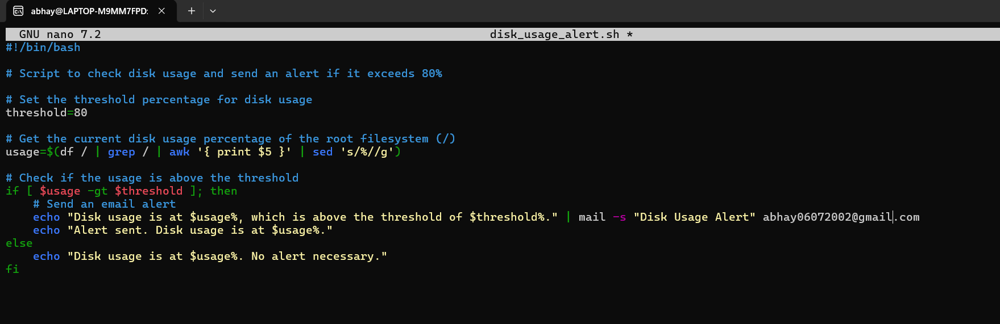 abhay@LAPTOP-M9MM7FPD:
GNU nano 7.2 disk_usage_alert.sh *
#!/bin/bash
# Script to check disk usage and send an alert if it exceeds 80%
# Set the threshold percentage for disk usage
threshold=80
# Get the current disk usage percentage of the root filesystem (/)
usage=$(df / | grep / | awk '{ print $5 }' | sed 's/%//g')
# Check if the usage is above the threshold
if [ $usage -gt $threshold ]; then
    # Send an email alert
    echo "Disk usage is at $usage%, which is above the threshold of $threshold%." | mail -s "Disk Usage Alert" abhay06072002@gmail.com
    echo "Alert sent. Disk usage is at $usage%."
else
    echo "Disk usage is at $usage%. No alert necessary."
fi